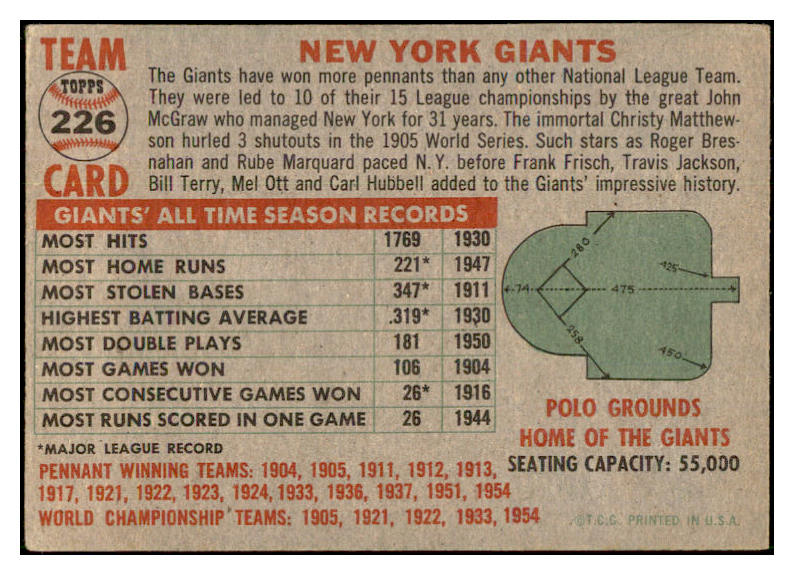 TEAM
TOPPS
226
CARD
NEW YORK GIANTS
The Giants have won more pennants than any other National League Team.
They were led to 10 of their 15 League championships by the great John
McGraw who managed New York for 31 years. The immortal Christy Matthew-
son hurled 3 shutouts in the 1905 World Series. Such stars as Roger Bres-
nahan and Rube Marquard paced N.Y. before Frank Frisch, Travis Jackson,
Bill Terry, Mel Ott and Carl Hubbell added to the Giants' impressive history.
GIANTS' ALL TIME SEASON RECORDS
MOST HITS 1769 1930
MOST HOME RUNS 221* 1947
MOST STOLEN BASES 347* 1911
HIGHEST BATTING AVERAGE .319* 1930
MOST DOUBLE PLAYS 181 1950
MOST GAMES WON 106 1904
MOST CONSECUTIVE GAMES WON 26* 1916
MOST RUNS SCORED IN ONE GAME 26 1944
*MAJOR LEAGUE RECORD
PENNANT WINNING TEAMS: 1904, 1905, 1911, 1912, 1913,
1917, 1921, 1922, 1923, 1924, 1933, 1936, 1937, 1951, 1954
WORLD CHAMPIONSHIP TEAMS: 1905, 1921, 1922, 1933, 1954
280
425
74
475
258
450
POLO GROUNDS
HOME OF THE GIANTS
SEATING CAPACITY: 55,000
©T.C.G. PRINTED IN U.S.A.